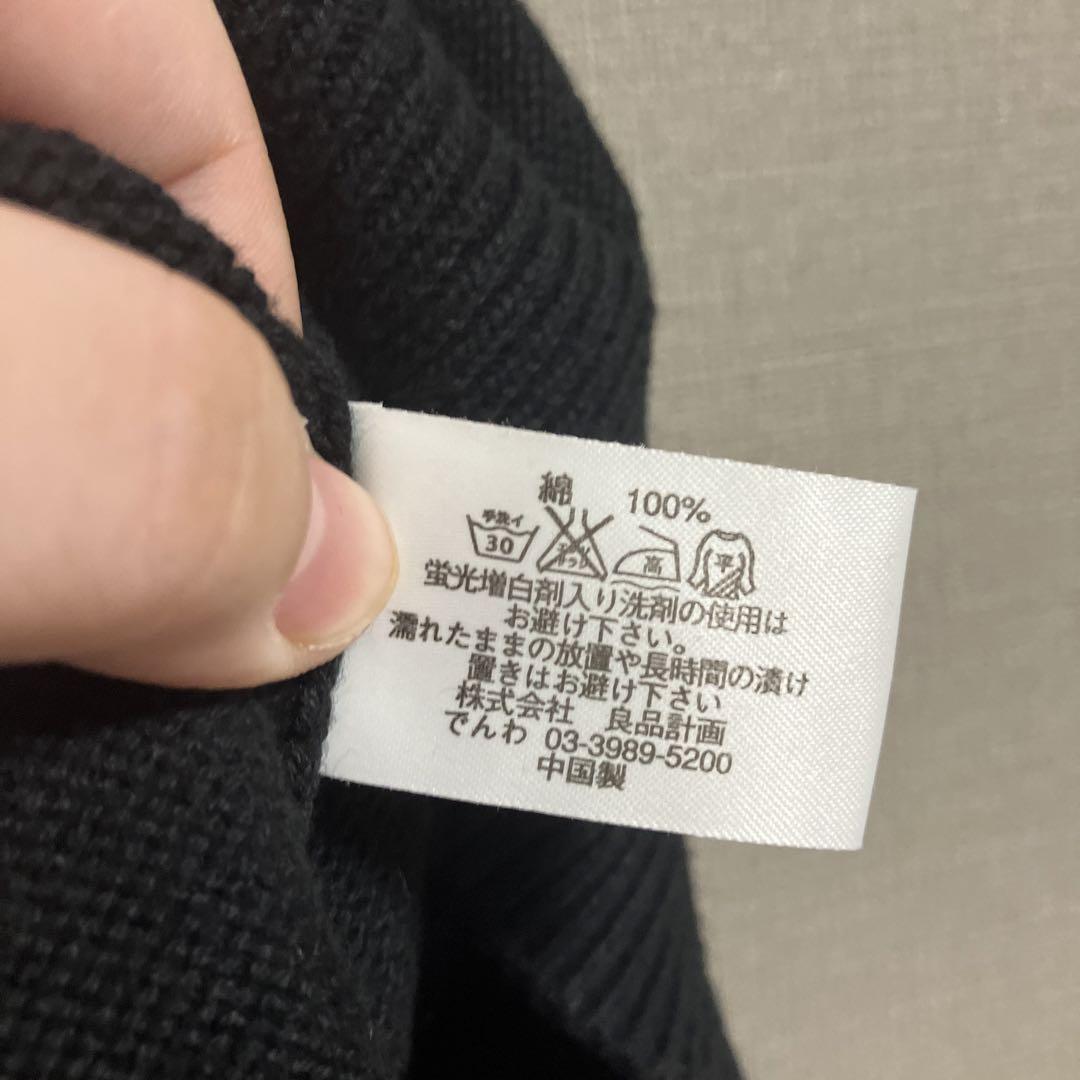 綿 100%
手洗イ 30 エンソサラシ 高 平
蛍光増白剤入り洗剤の使用は
お避け下さい。
濡れたままの放置や長時間の漬け
置きはお避け下さい
株式会社 良品計画
でんわ 03-3989-5200
中国製